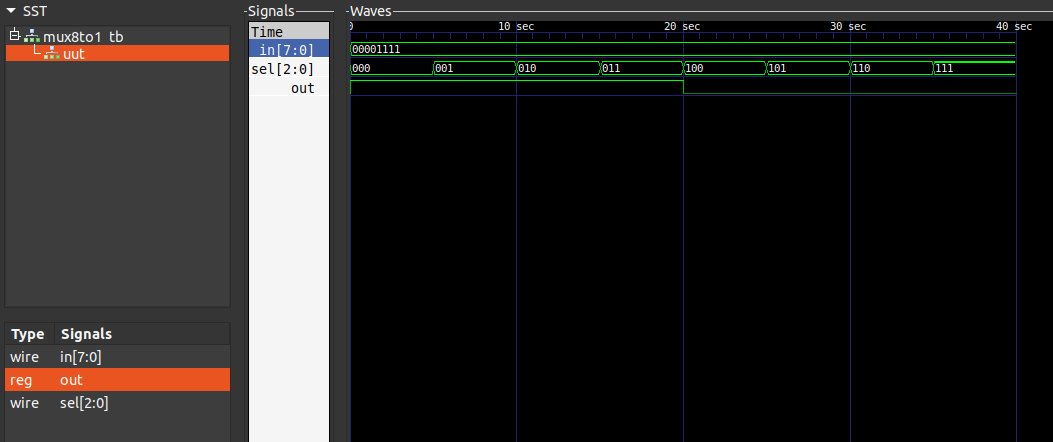 SST
mux8to1_tb
uut
Type Signals
wire in[7:0]
reg out
wire sel[2:0]
Signals
Time
in[7:0]
sel[2:0]
out
Waves
0 10 sec 20 sec 30 sec 40 sec
00001111
000 001 010 011 100 101 110 111